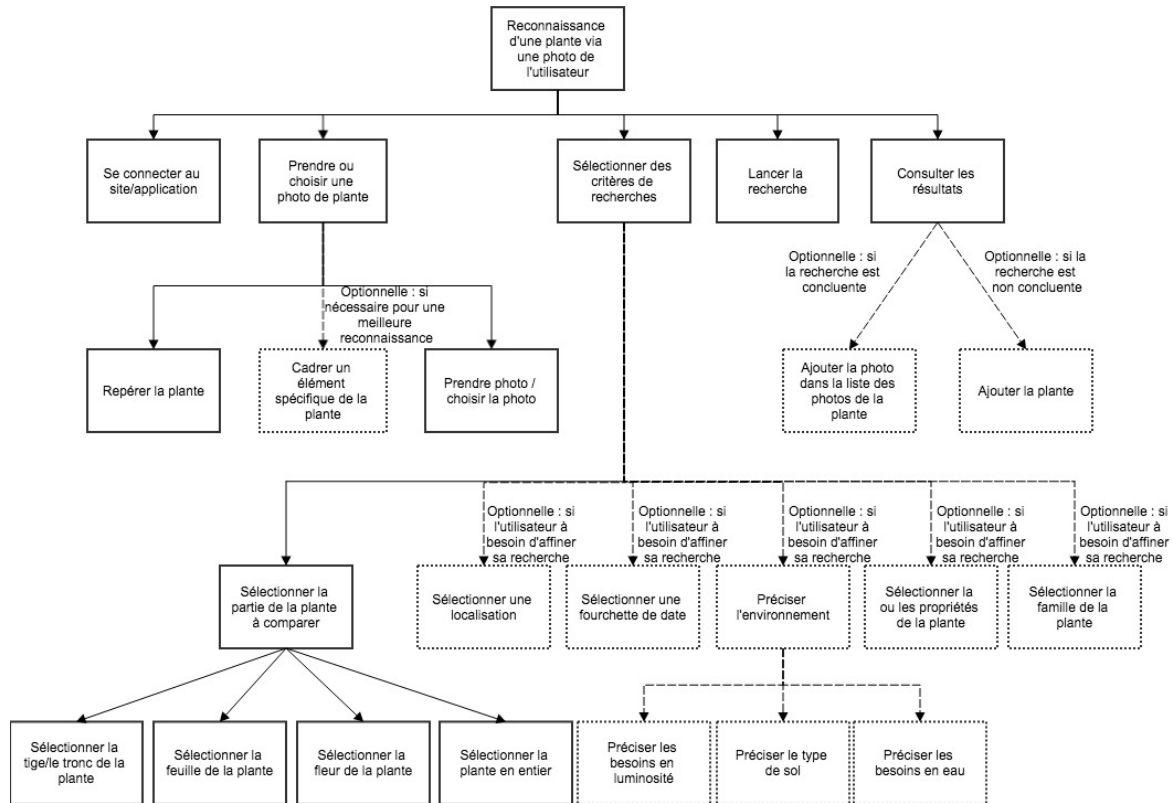 Reconnaissance
d'une plante via
une photo de
l'utilisateur
Se connecter au
site/application
Prendre ou
choisir une
photo de plante
Sélectionner des
critères de
recherches
Lancer la
recherche
Consulter les
résultats
Optionnelle : si
la recherche est
concluente
Optionnelle : si la
recherche est
non concluente
Optionnelle : si
nécessaire pour une
meilleure
reconnaissance
Repérer la plante
Cadrer un
élément
spécifique de la
plante
Prendre photo /
choisir la photo
Ajouter la photo
dans la liste des
photos de la
plante
Ajouter la plante
Optionnelle : si
l'utilisateur à
besoin d'affiner
sa recherche
Optionnelle : si
l'utilisateur à
besoin d'affiner
sa recherche
Optionnelle : si
l'utilisateur à
besoin d'affiner
sa recherche
Optionnelle : si
l'utilisateur à
besoin d'affiner
sa recherche
Optionnelle : si
l'utilisateur à
besoin d'affiner
sa recherche
Sélectionner la
partie de la plante
à comparer
Sélectionner une
localisation
Sélectionner une
fourchette de date
Préciser
l'environnement
Sélectionner la
ou les propriétés
de la plante
Sélectionner la
famille de la
plante
Sélectionner la
tige/le tronc de la
plante
Sélectionner la
feuille de la plante
Sélectionner la
fleur de la plante
Sélectionner la
plante en entier
Préciser les
besoins en
luminosité
Préciser le type
de sol
Préciser les
besoins en eau